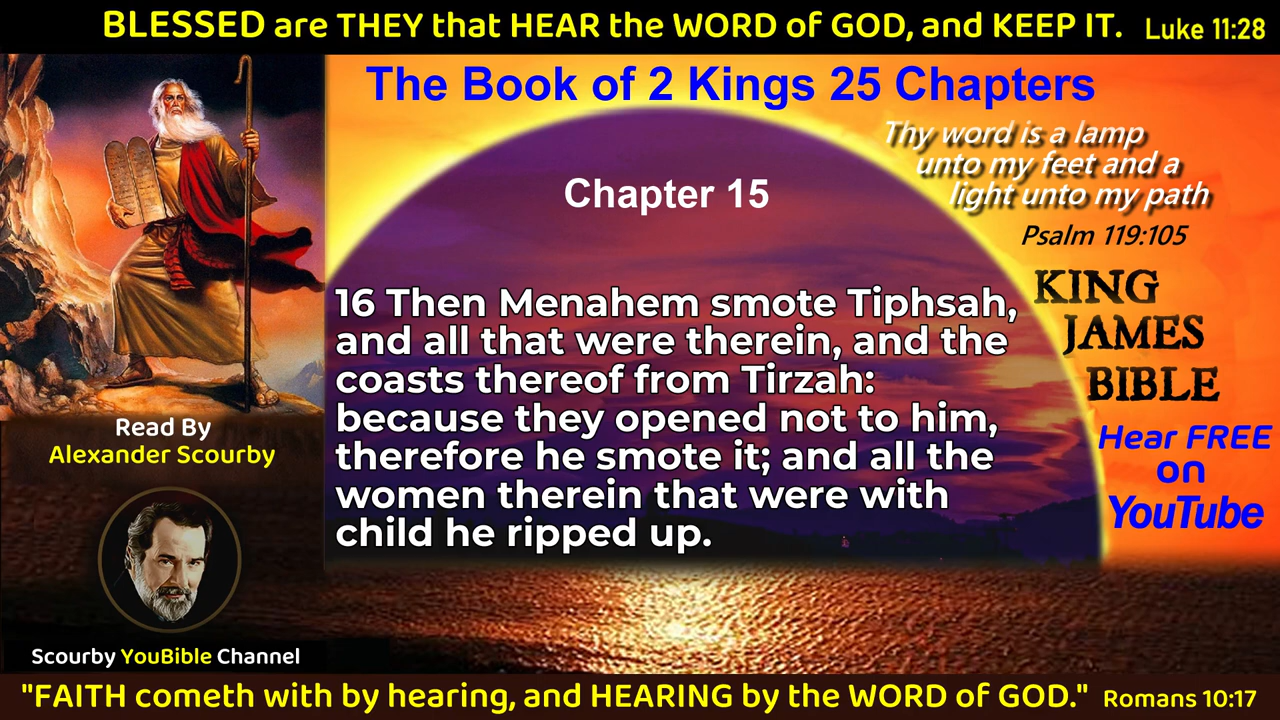 BLESSED are THEY that HEAR the WORD of GOD, and KEEP IT. Luke 11:28
The Book of 2 Kings 25 Chapters
Thy word is a lamp
unto my feet and a
light unto my path
Psalm 119:105
Chapter 15
16 Then Menahem smote Tiphsah,
and all that were therein, and the
coasts thereof from Tirzah:
because they opened not to him,
therefore he smote it; and all the
women therein that were with
child he ripped up.
KING
JAMES
BIBLE
Hear FREE
on
YouTube
Read By
Alexander Scourby
Scourby YouBible Channel
"FAITH cometh with by hearing, and HEARING by the WORD of GOD." Romans 10:17